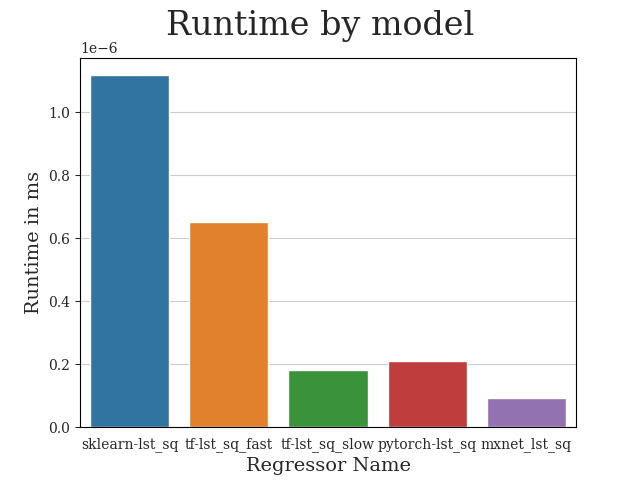 Runtime by model
1e−6
1.0
0.8
0.6
0.4
0.2
0.0
Runtime in ms
sklearn-lst_sq tf-lst_sq_fast tf-lst_sq_slow pytorch-lst_sq mxnet_lst_sq
Regressor Name